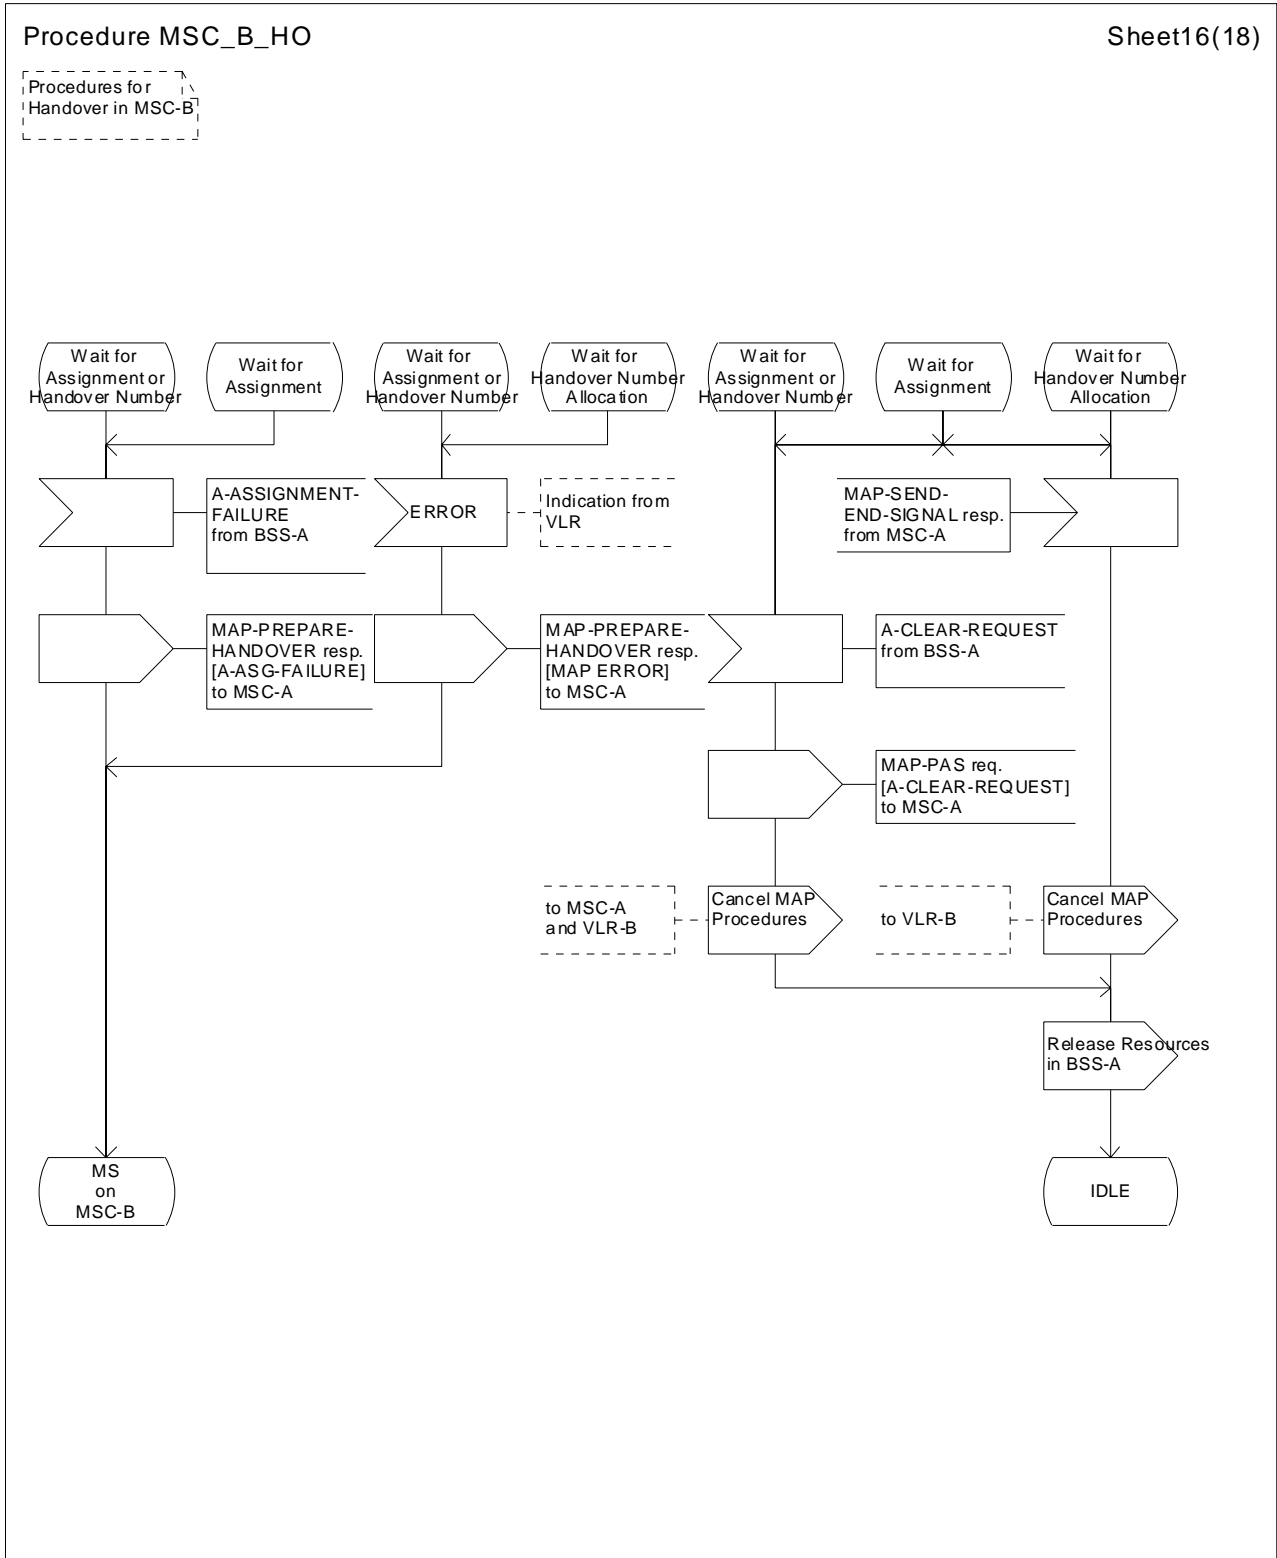 Procedure MSC_B_HO
Sheet16(18)
Procedures for
Handover in MSC-B
Wait for
Assignment or
Handover Number
Wait for
Assignment
Wait for
Assignment or
Handover Number
Wait for
Handover Number
Allocation
Wait for
Assignment or
Handover Number
Wait for
Assignment
Wait for
Handover Number
Allocation
A-ASSIGNMENT-
FAILURE
from BSS-A
ERROR
Indication from
VLR
MAP-SEND-
END-SIGNAL resp.
from MSC-A
MAP-PREPARE-
HANDOVER resp.
[A-ASG-FAILURE]
to MSC-A
MAP-PREPARE-
HANDOVER resp.
[MAP ERROR]
to MSC-A
A-CLEAR-REQUEST
from BSS-A
MAP-PAS req.
[A-CLEAR-REQUEST]
to MSC-A
to MSC-A
and VLR-B
Cancel MAP
Procedures
to VLR-B
Cancel MAP
Procedures
Release Resources
in BSS-A
MS
on
MSC-B
IDLE